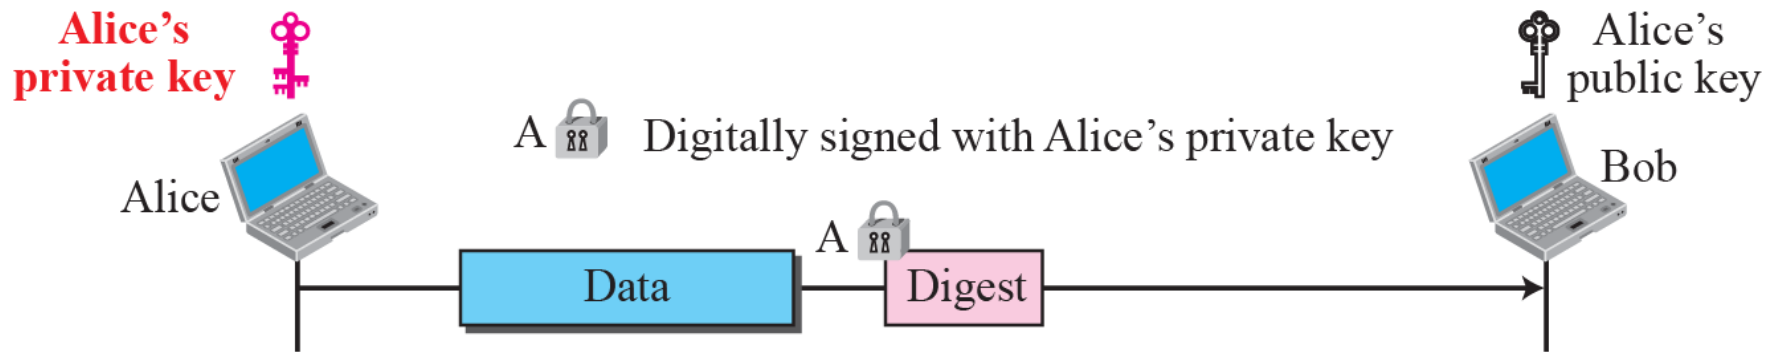 Alice's
private key
Alice's
public key
A Digitally signed with Alice's private key
Alice
Bob
A
Data
Digest